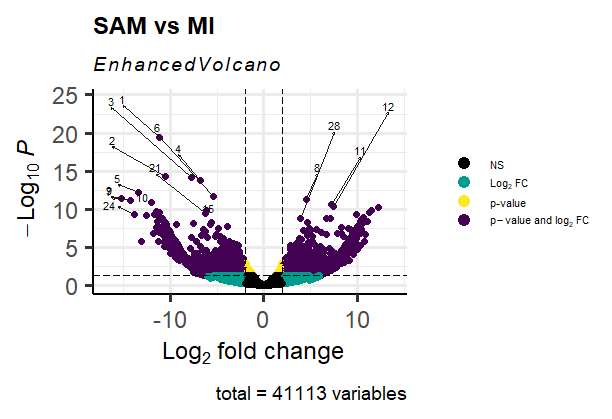 SAM vs MI
EnhancedVolcano
25
20
15
10
5
0
−Log10 P
1
3
6
2
4
21
5
10
24
15
12
28
11
8
-10 0 10
Log2 fold change
NS
Log2 FC
p-value
p − value and log2 FC
total = 41113 variables